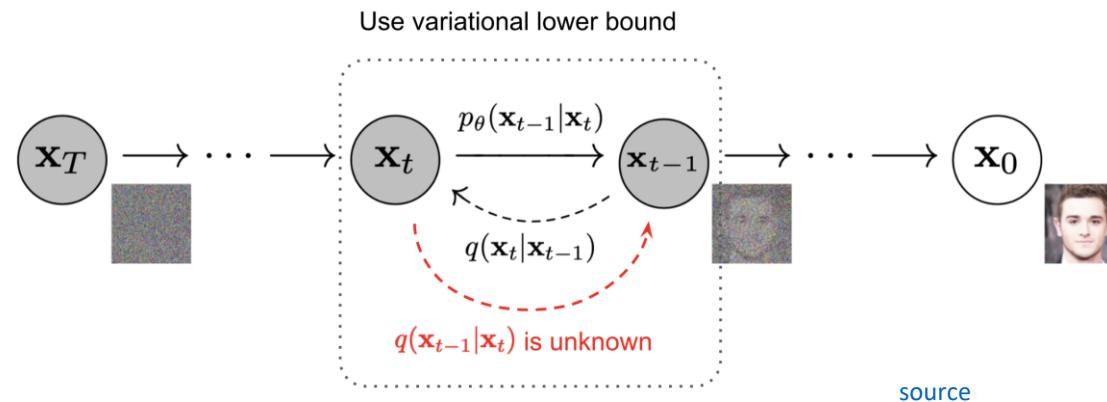 Use variational lower bound
p_θ(x_{t−1}|x_t)
x_T ⋯ x_t x_{t−1} ⋯ x_0
q(x_t|x_{t−1})
q(x_{t−1}|x_t) is unknown
source